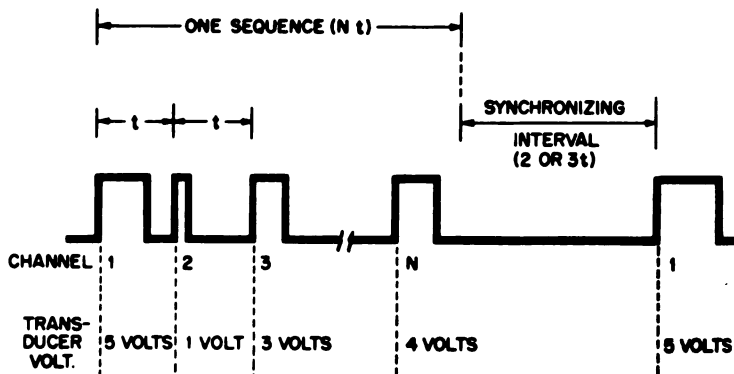 ONE SEQUENCE (N t)
t
t
SYNCHRONIZING
INTERVAL
(2 OR 3t)
CHANNEL 1 2 3 N 1
TRANS-
DUCER
VOLT.
5 VOLTS 1 VOLT 3 VOLTS 4 VOLTS 5 VOLTS